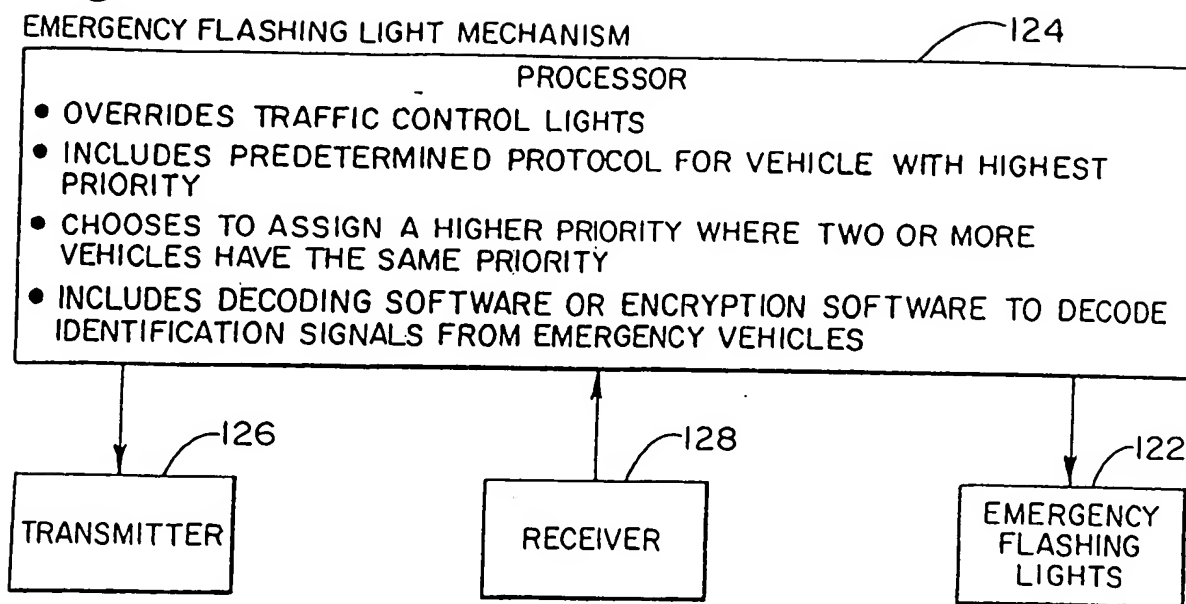 EMERGENCY FLASHING LIGHT MECHANISM
124
PROCESSOR
• OVERRIDES TRAFFIC CONTROL LIGHTS
• INCLUDES PREDETERMINED PROTOCOL FOR VEHICLE WITH HIGHEST
PRIORITY
• CHOOSES TO ASSIGN A HIGHER PRIORITY WHERE TWO OR MORE
VEHICLES HAVE THE SAME PRIORITY
• INCLUDES DECODING SOFTWARE OR ENCRYPTION SOFTWARE TO DECODE
IDENTIFICATION SIGNALS FROM EMERGENCY VEHICLES
126
128
122
TRANSMITTER
RECEIVER
EMERGENCY
FLASHING
LIGHTS